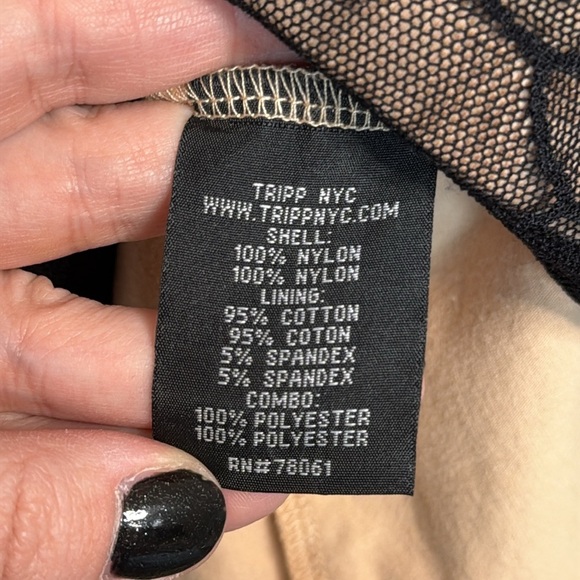 TRIPP NYC
WWW.TRIPPNYC.COM
SHELL:
100% NYLON
100% NYLON
LINING:
95% COTTON
95% COTON
5% SPANDEX
5% SPANDEX
COMBO:
100% POLYESTER
100% POLYESTER
RN#78061